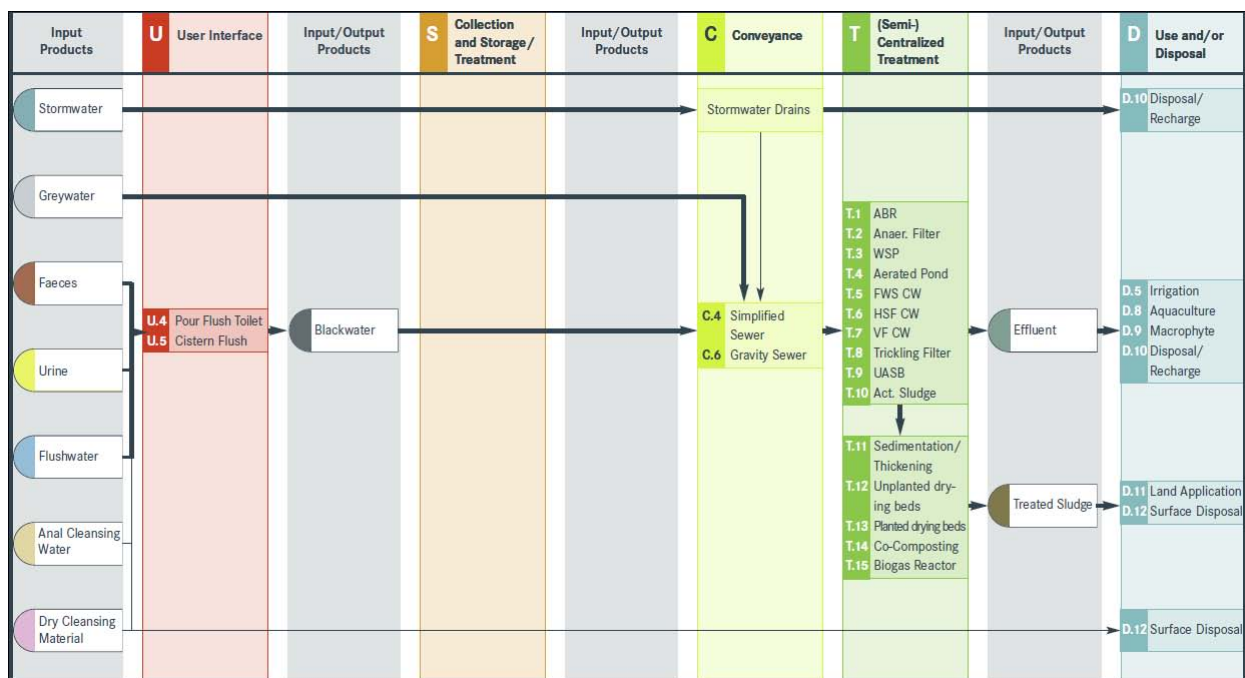 Input
Products
U User Interface
Input/Output
Products
S Collection
and Storage/
Treatment
Input/Output
Products
C Conveyance
T (Semi-)
Centralized
Treatment
Input/Output
Products
D Use and/or
Disposal
Stormwater
Stormwater Drains
D.10 Disposal/
Recharge
Greywater
Faeces
Urine
Flushwater
Anal Cleansing
Water
Dry Cleansing
Material
U.4 Pour Flush Toilet
U.5 Cistern Flush
Blackwater
C.4 Simplified
Sewer
C.6 Gravity Sewer
T.1 ABR
T.2 Anaer. Filter
T.3 WSP
T.4 Aerated Pond
T.5 FWS CW
T.6 HSF CW
T.7 VF CW
T.8 Trickling Filter
T.9 UASB
T.10 Act. Sludge
T.11 Sedimentation/
Thickening
T.12 Unplanted dry-
ing beds
T.13 Planted drying beds
T.14 Co-Composting
T.15 Biogas Reactor
Effluent
Treated Sludge
D.5 Irrigation
D.8 Aquaculture
D.9 Macrophyte
D.10 Disposal/
Recharge
D.11 Land Application
D.12 Surface Disposal
D.12 Surface Disposal